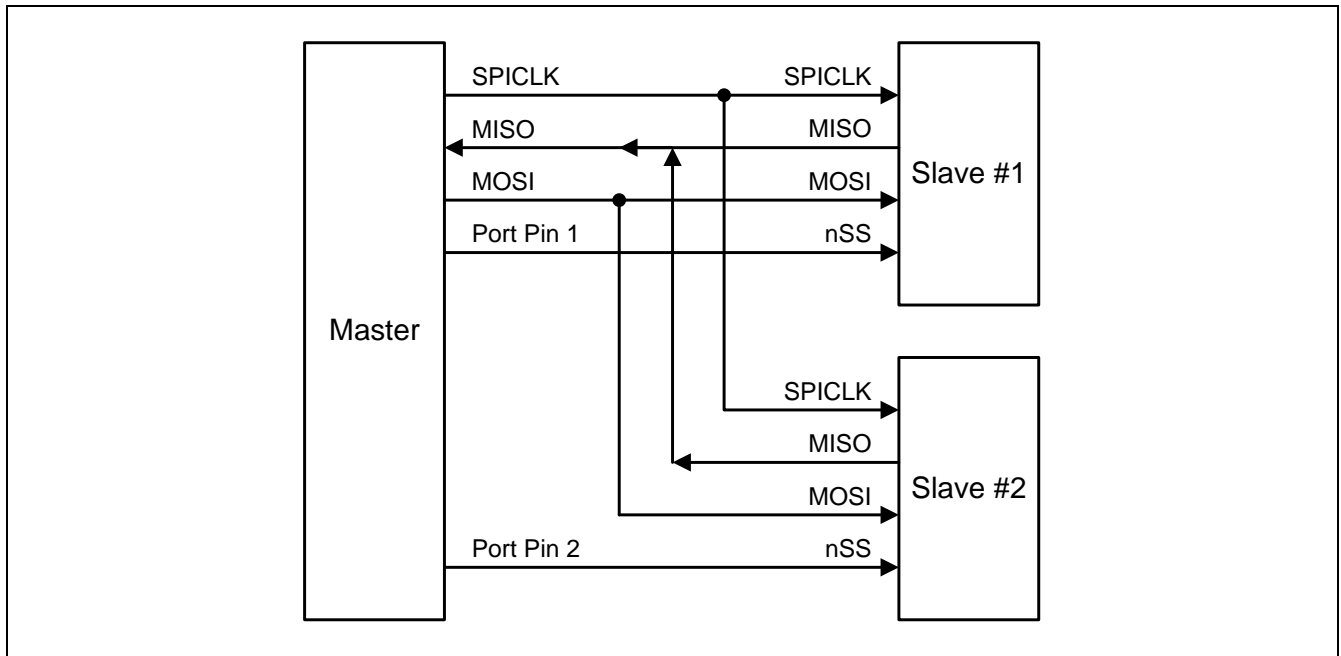 SPICLK SPICLK
MISO MISO
MOSI MOSI
Port Pin 1 nSS
Slave #1
Master
SPICLK
MISO
MOSI
Slave #2
Port Pin 2 nSS